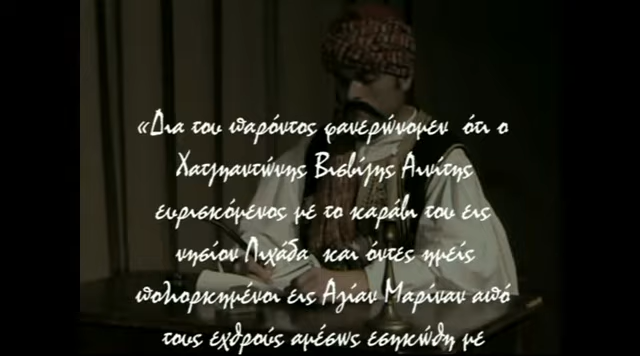 «Δια του παρόντος φανερώνομεν ότι ο
Χατζηαντώνης Βισβίζης Αινίτης
ευρισκόμενος με το καράβι του εις
νησίον Λιχάδα και όντες ημείς
πολιορκημένοι εις Αγίαν Μαρίναν από
τους εχθρούς αμέσως εσηκώθη με